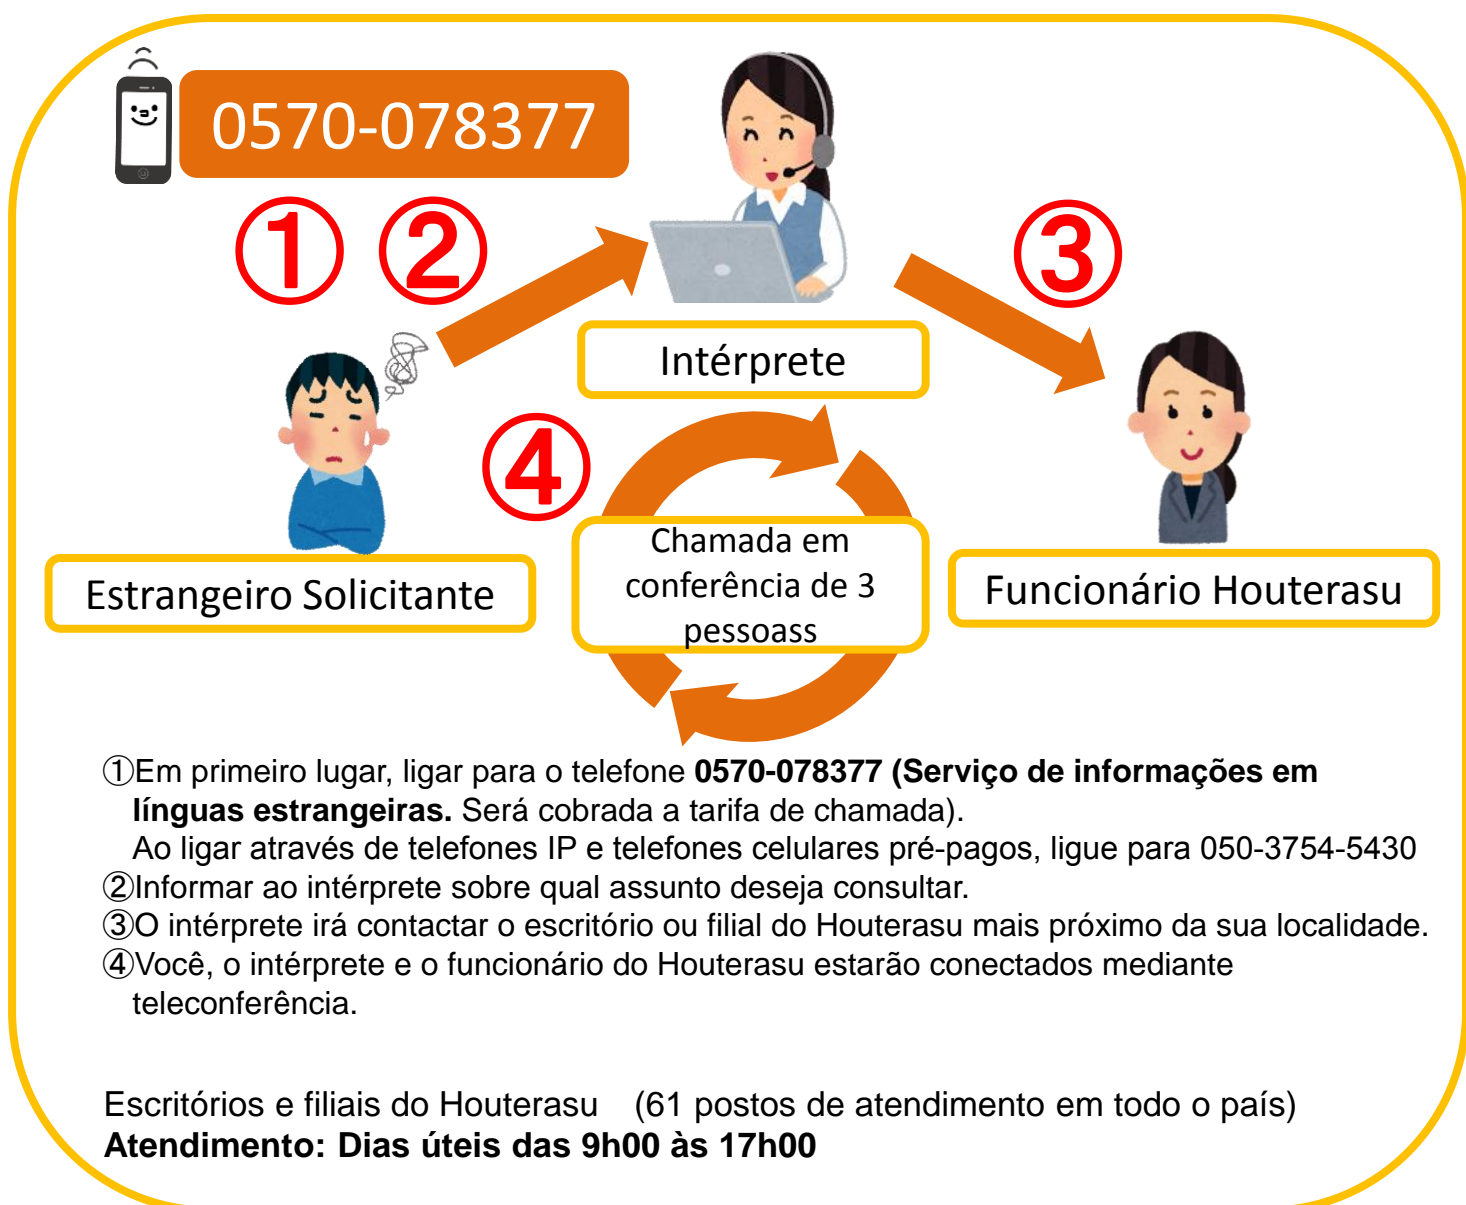 0570-078377
① ②
③
Intérprete
④
Chamada em
conferência de 3
pessoass
Estrangeiro Solicitante
Funcionário Houterasu
①Em primeiro lugar, ligar para o telefone 0570-078377 (Serviço de informações em
línguas estrangeiras. Será cobrada a tarifa de chamada).
Ao ligar através de telefones IP e telefones celulares pré-pagos, ligue para 050-3754-5430
②Informar ao intérprete sobre qual assunto deseja consultar.
③O intérprete irá contactar o escritório ou filial do Houterasu mais próximo da sua localidade.
④Você, o intérprete e o funcionário do Houterasu estarão conectados mediante
teleconferência.
Escritórios e filiais do Houterasu (61 postos de atendimento em todo o país)
Atendimento: Dias úteis das 9h00 às 17h00